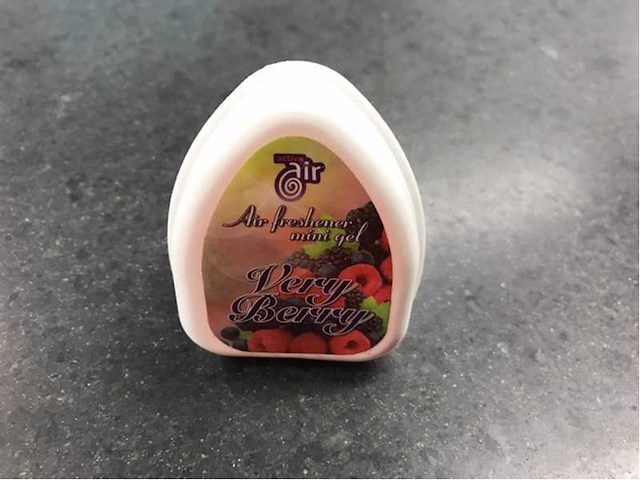 active
air
Air freshener
mini gel
Very
Berry